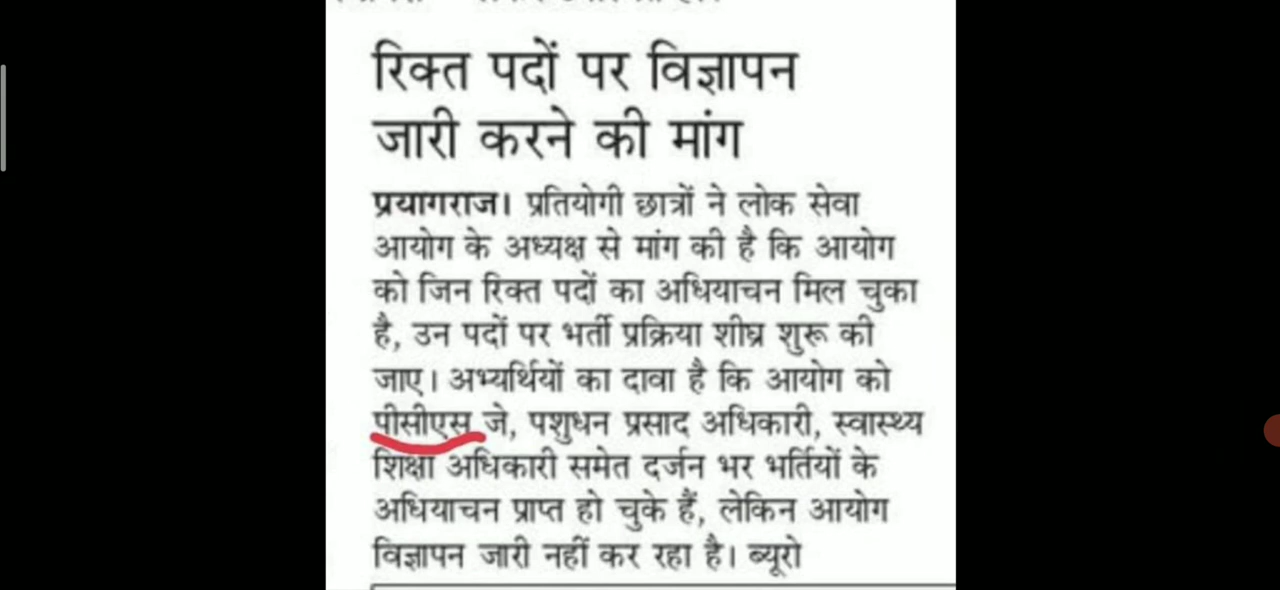 रिक्त पदों पर विज्ञापन
जारी करने की मांग
प्रयागराज। प्रतियोगी छात्रों ने लोक सेवा
आयोग के अध्यक्ष से मांग की है कि आयोग
को जिन रिक्त पदों का अधियाचन मिल चुका
है, उन पदों पर भर्ती प्रक्रिया शीघ्र शुरू की
जाए। अभ्यर्थियों का दावा है कि आयोग को
पीसीएस जे, पशुधन प्रसाद अधिकारी, स्वास्थ्य
शिक्षा अधिकारी समेत दर्जन भर भर्तियों के
अधियाचन प्राप्त हो चुके हैं, लेकिन आयोग
विज्ञापन जारी नहीं कर रहा है। ब्यूरो